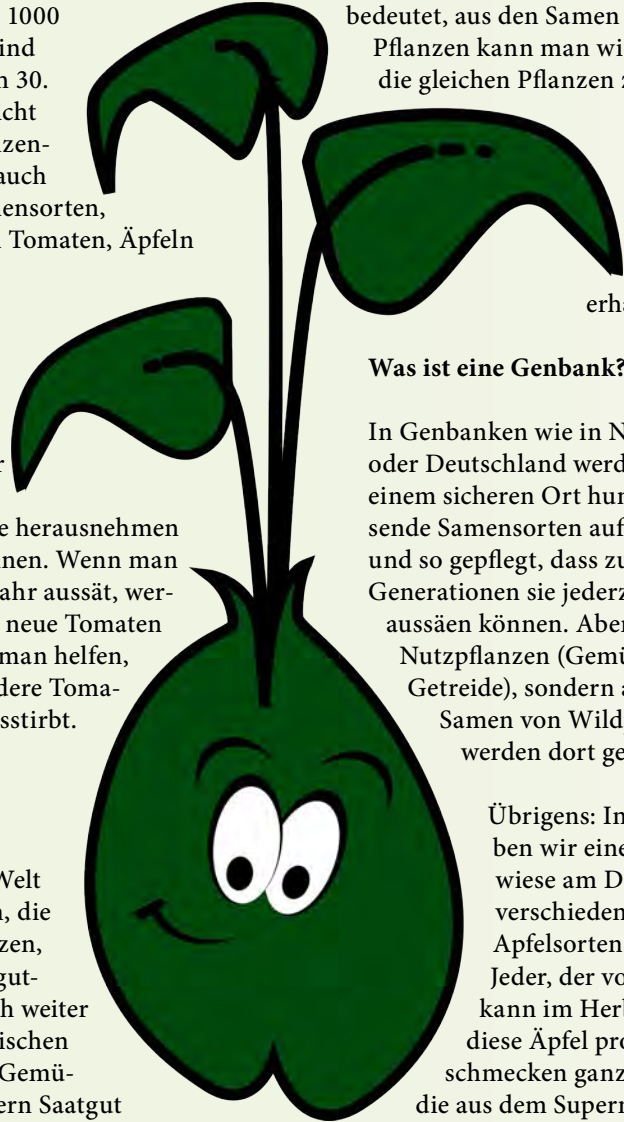 1000
ind
n 30.
cht
zen-
auch
ensorten,
Tomaten, Äpfeln
r
e herausnehmen
nen. Wenn man
ahr aussät, wer-
neue Tomaten
man helfen,
dere Toma-
sstirbt.
Welt
n, die
zen,
gut-
h weiter
ischen
Gemü-
ern Saatgut
bedeutet, aus den Samen
Pflanzen kann man wi
die gleichen Pflanzen z
erha
Was ist eine Genbank?
In Genbanken wie in N
oder Deutschland werd
einem sicheren Ort hun
sende Samensorten auf
und so gepflegt, dass zu
Generationen sie jederz
aussäen können. Aber
Nutzpflanzen (Gemü
Getreide), sondern a
Samen von Wildp
werden dort ge
Übrigens: In
ben wir eine
wiese am D
verschieden
Apfelsorten
Jeder, der vo
kann im Herb
diese Äpfel pro
schmecken ganz
die aus dem Superm